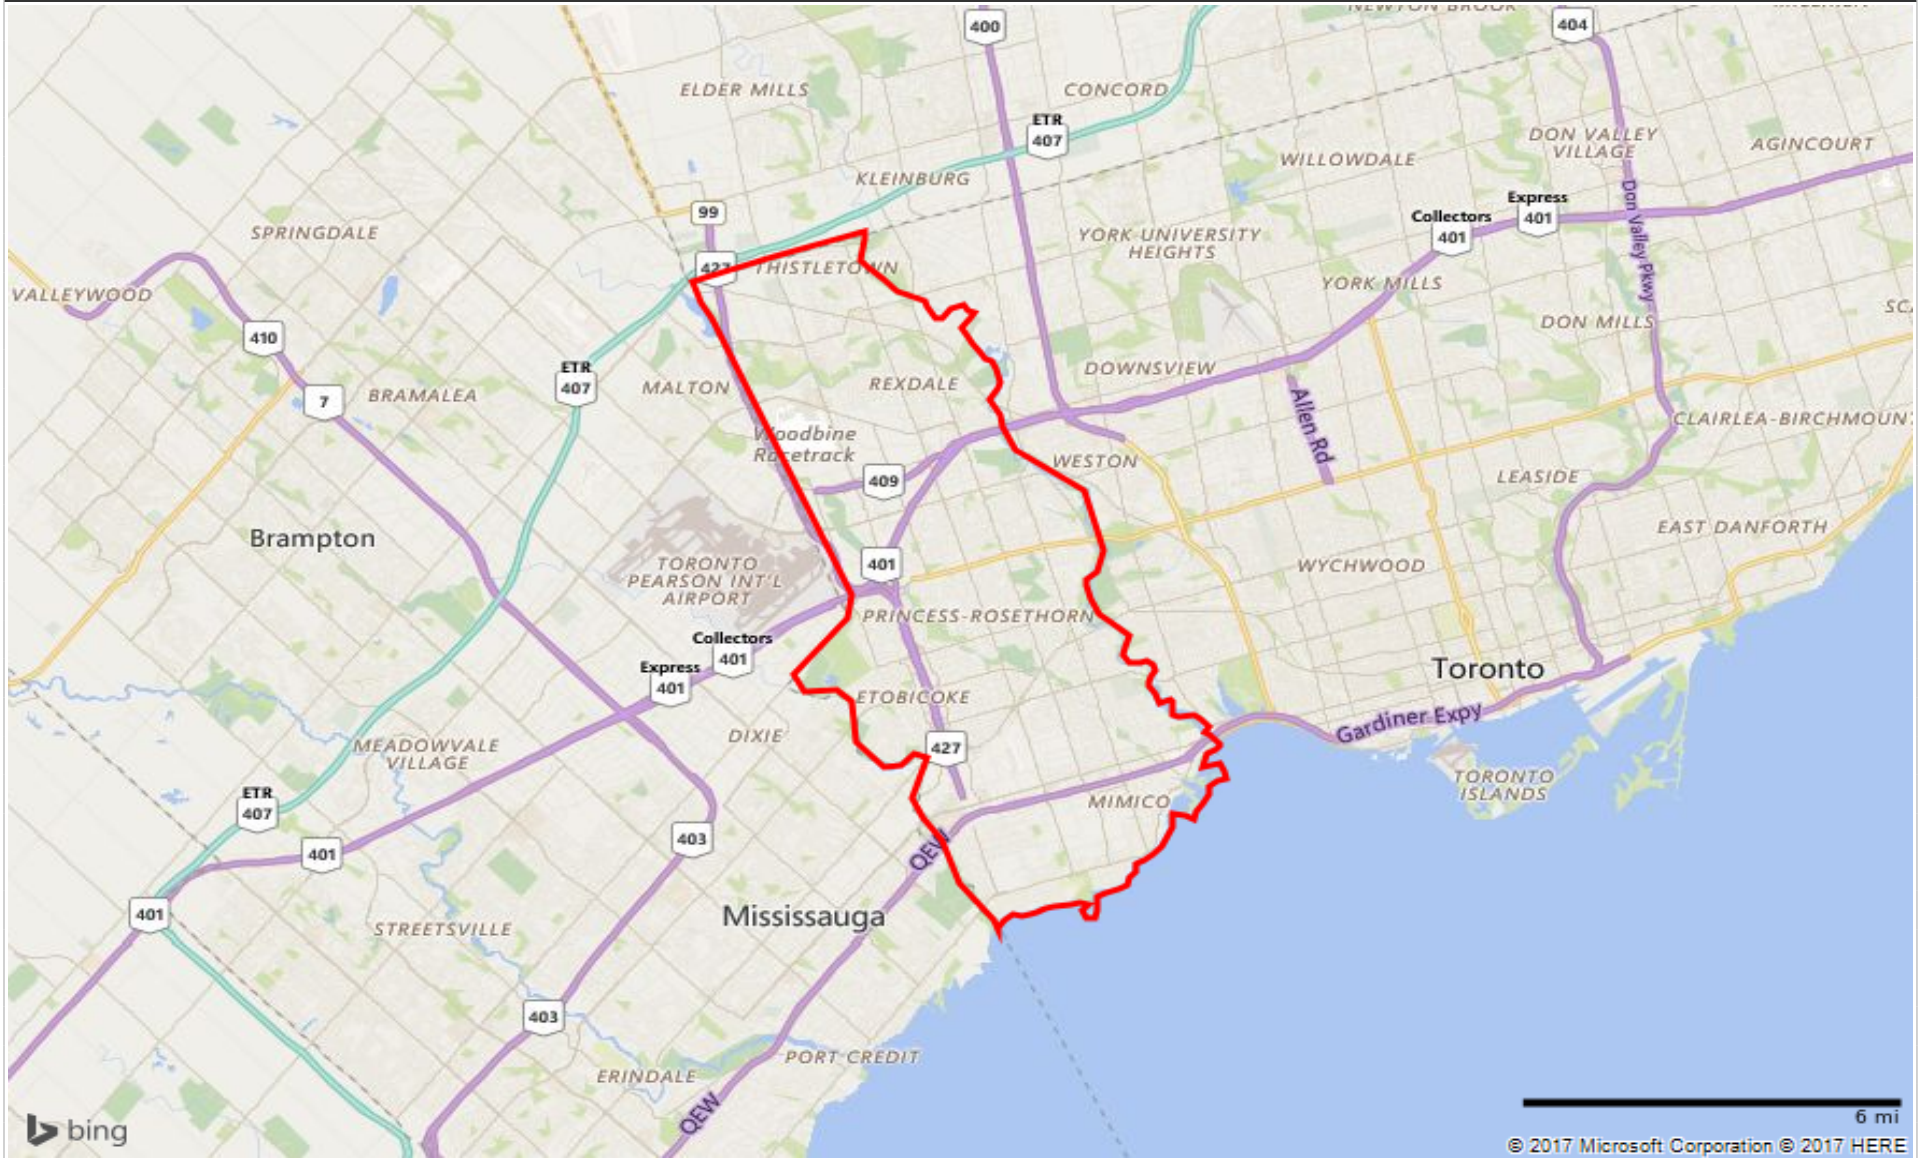 NEWTON BROOK
400
404
ELDER MILLS
CONCORD
ETR
407
DON VALLEY
VILLAGE
AGINCOURT
WILLOWDALE
KLEINBURG
Don Valley Pkwy
99
Express
401
Collectors
401
SPRINGDALE
YORK UNIVERSITY
HEIGHTS
427
THISTLETOWN
YORK MILLS
VALLEYWOOD
DON MILLS
410
ETR
407
MALTON
REXDALE
DOWNSVIEW
7
BRAMALEA
Allen Rd
CLAIRLEA-BIRCHMOUNT
Woodbine
Racetrack
WESTON
409
LEASIDE
EAST DANFORTH
Brampton
401
WYCHWOOD
TORONTO
PEARSON INT'L
AIRPORT
PRINCESS-ROSETHORN
Collectors
401
Express
401
Toronto
ETOBICOKE
Gardiner Expy
DIXIE
427
MEADOWVALE
VILLAGE
TORONTO
ISLANDS
MIMICO
ETR
407
403
401
QEW
401
Mississauga
STREETSVILLE
403
PORT CREDIT
ERINDALE
QEW
bing
6 mi
© 2017 Microsoft Corporation © 2017 HERE